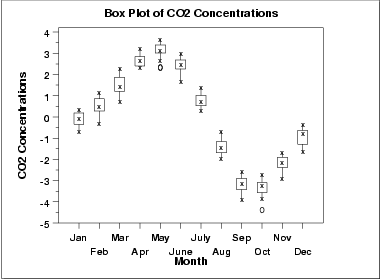 Box Plot of CO2 Concentrations
CO2 Concentrations
4
3
2
1
0
-1
-2
-3
-4
-5
Jan Mar May July Sep Nov
Feb Apr June Aug Oct Dec
Month